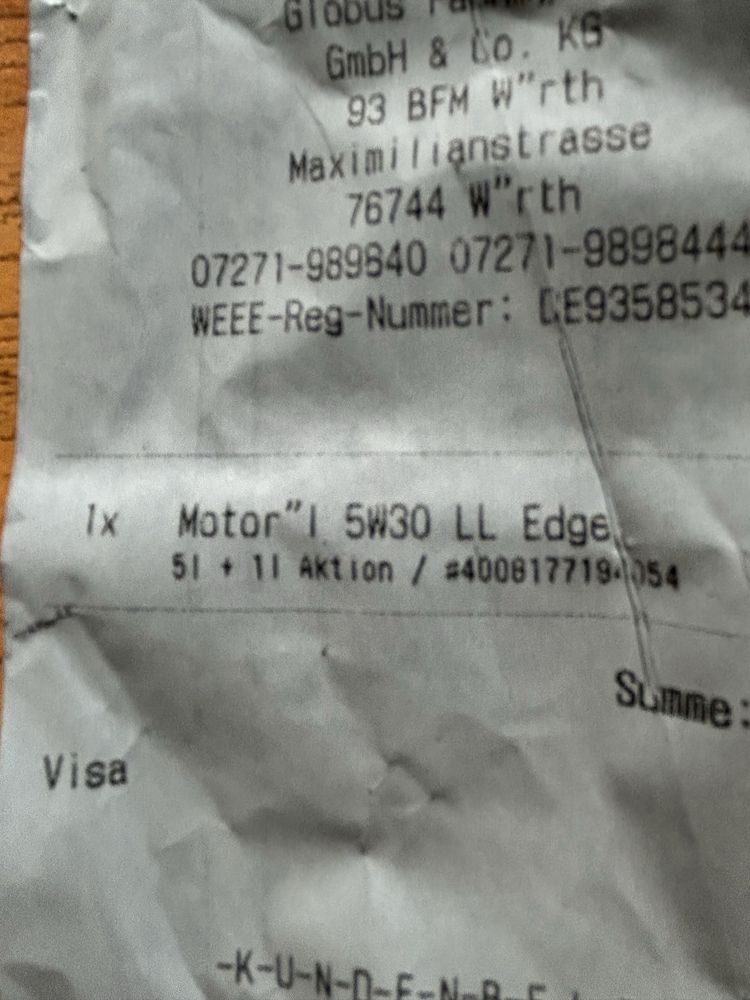 Globus
GmbH & Co. KG
93 BFM W"rth
Maximilianstrasse
76744 W"rth
07271-989840 07271-9898444
WEEE-Reg-Nummer: DE9358534
1x Motor"l 5W30 LL Edge
5l + 1l Aktion /
Summe:
Visa